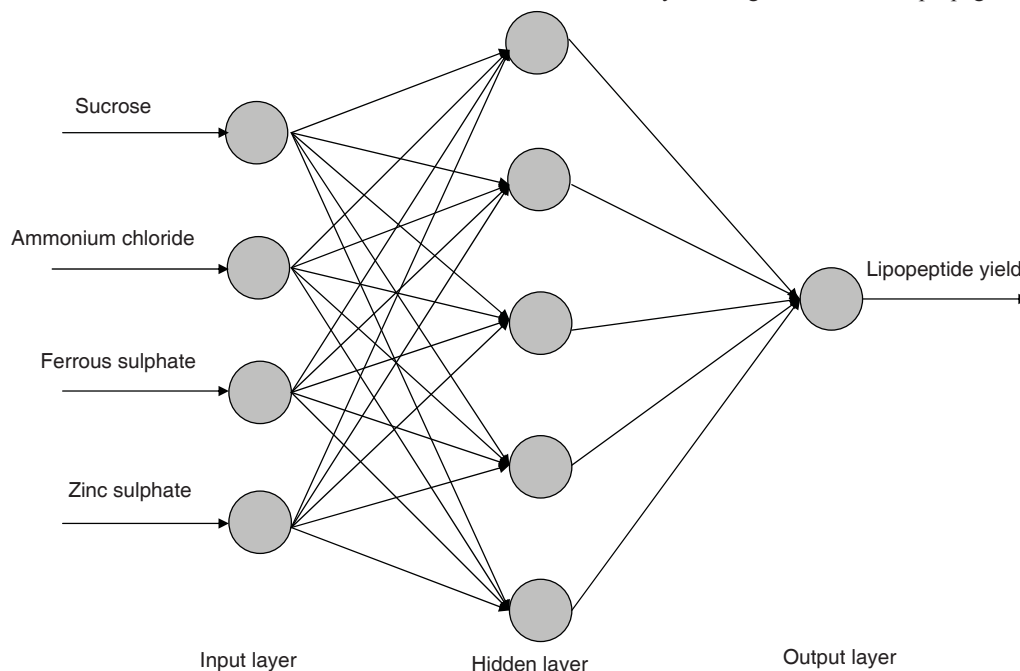 Sucrose
Ammonium chloride
Lipopeptide yield
Ferrous sulphate
Zinc sulphate
Input layer
Hidden layer
Output layer